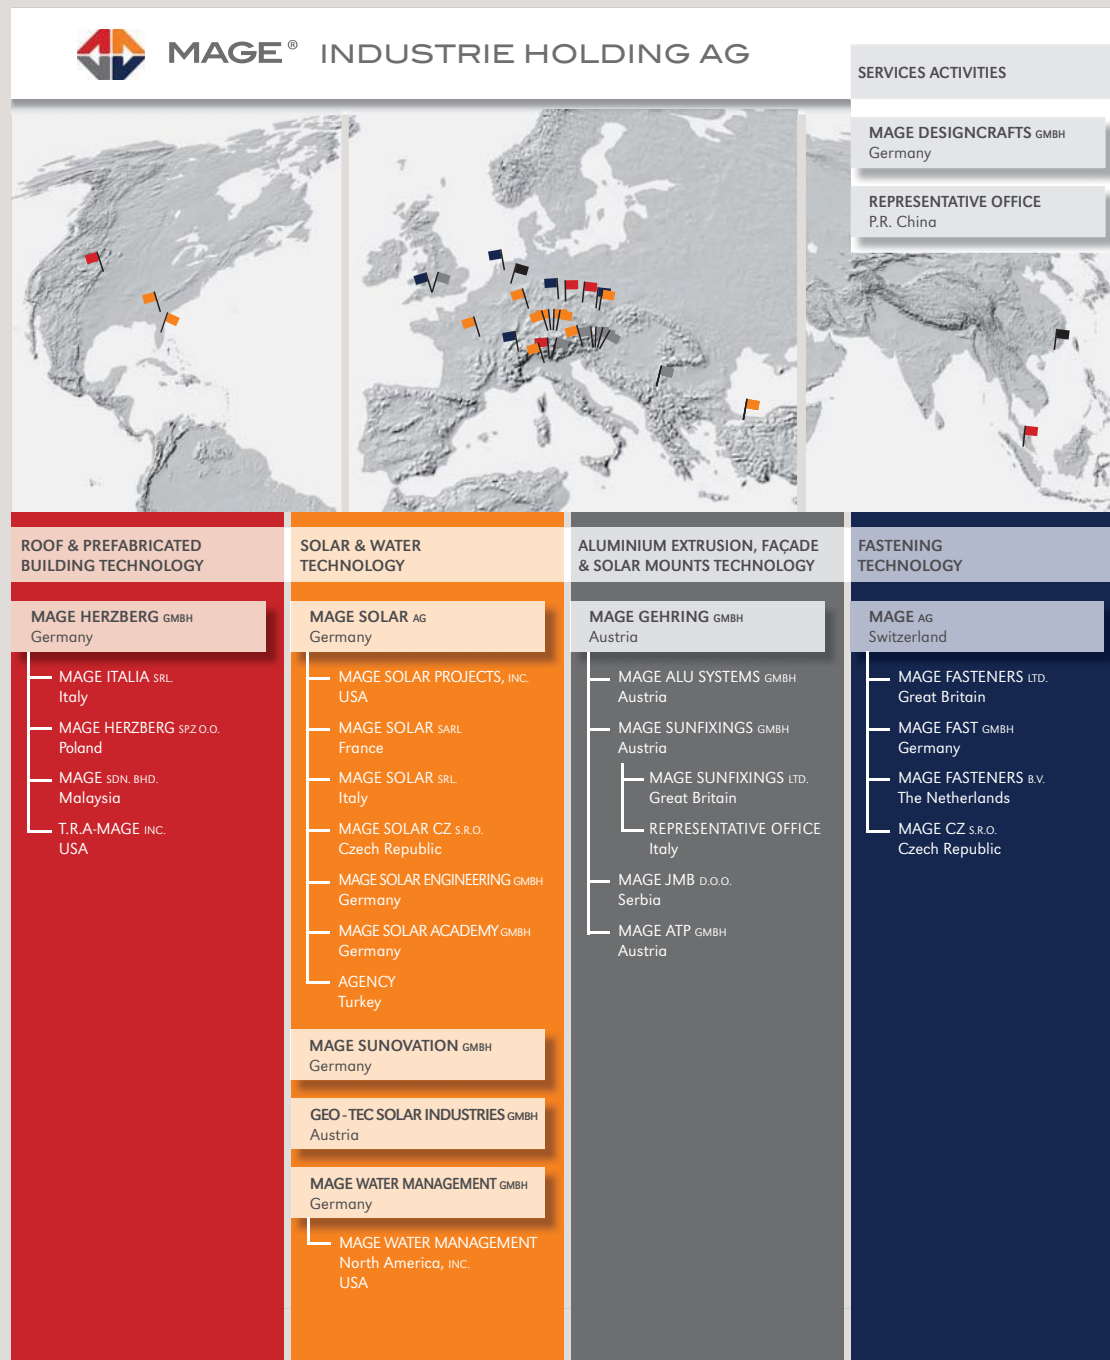 MAGE® INDUSTRIE HOLDING AG
SERVICES ACTIVITIES
MAGE DESIGNCRAFTS GMBH
Germany
REPRESENTATIVE OFFICE
P.R. China
ROOF & PREFABRICATED
BUILDING TECHNOLOGY
MAGE HERZBERG GMBH
Germany
MAGE ITALIA SRL.
Italy
MAGE HERZBERG SP.Z O.O.
Poland
MAGE SDN. BHD.
Malaysia
T.R.A-MAGE INC.
USA
SOLAR & WATER
TECHNOLOGY
MAGE SOLAR AG
Germany
MAGE SOLAR PROJECTS, INC.
USA
MAGE SOLAR SARL
France
MAGE SOLAR SRL.
Italy
MAGE SOLAR CZ S.R.O.
Czech Republic
MAGE SOLAR ENGINEERING GMBH
Germany
MAGE SOLAR ACADEMY GMBH
Germany
AGENCY
Turkey
MAGE SUNOVATION GMBH
Germany
GEO-TEC SOLAR INDUSTRIES GMBH
Austria
MAGE WATER MANAGEMENT GMBH
Germany
MAGE WATER MANAGEMENT
North America, INC.
USA
ALUMINIUM EXTRUSION, FAÇADE
& SOLAR MOUNTS TECHNOLOGY
MAGE GEHRING GMBH
Austria
MAGE ALU SYSTEMS GMBH
Austria
MAGE SUNFIXINGS GMBH
Austria
MAGE SUNFIXINGS LTD.
Great Britain
REPRESENTATIVE OFFICE
Italy
MAGE JMB D.O.O.
Serbia
MAGE ATP GMBH
Austria
FASTENING
TECHNOLOGY
MAGE AG
Switzerland
MAGE FASTENERS LTD.
Great Britain
MAGE FAST GMBH
Germany
MAGE FASTENERS B.V.
The Netherlands
MAGE CZ S.R.O.
Czech Republic